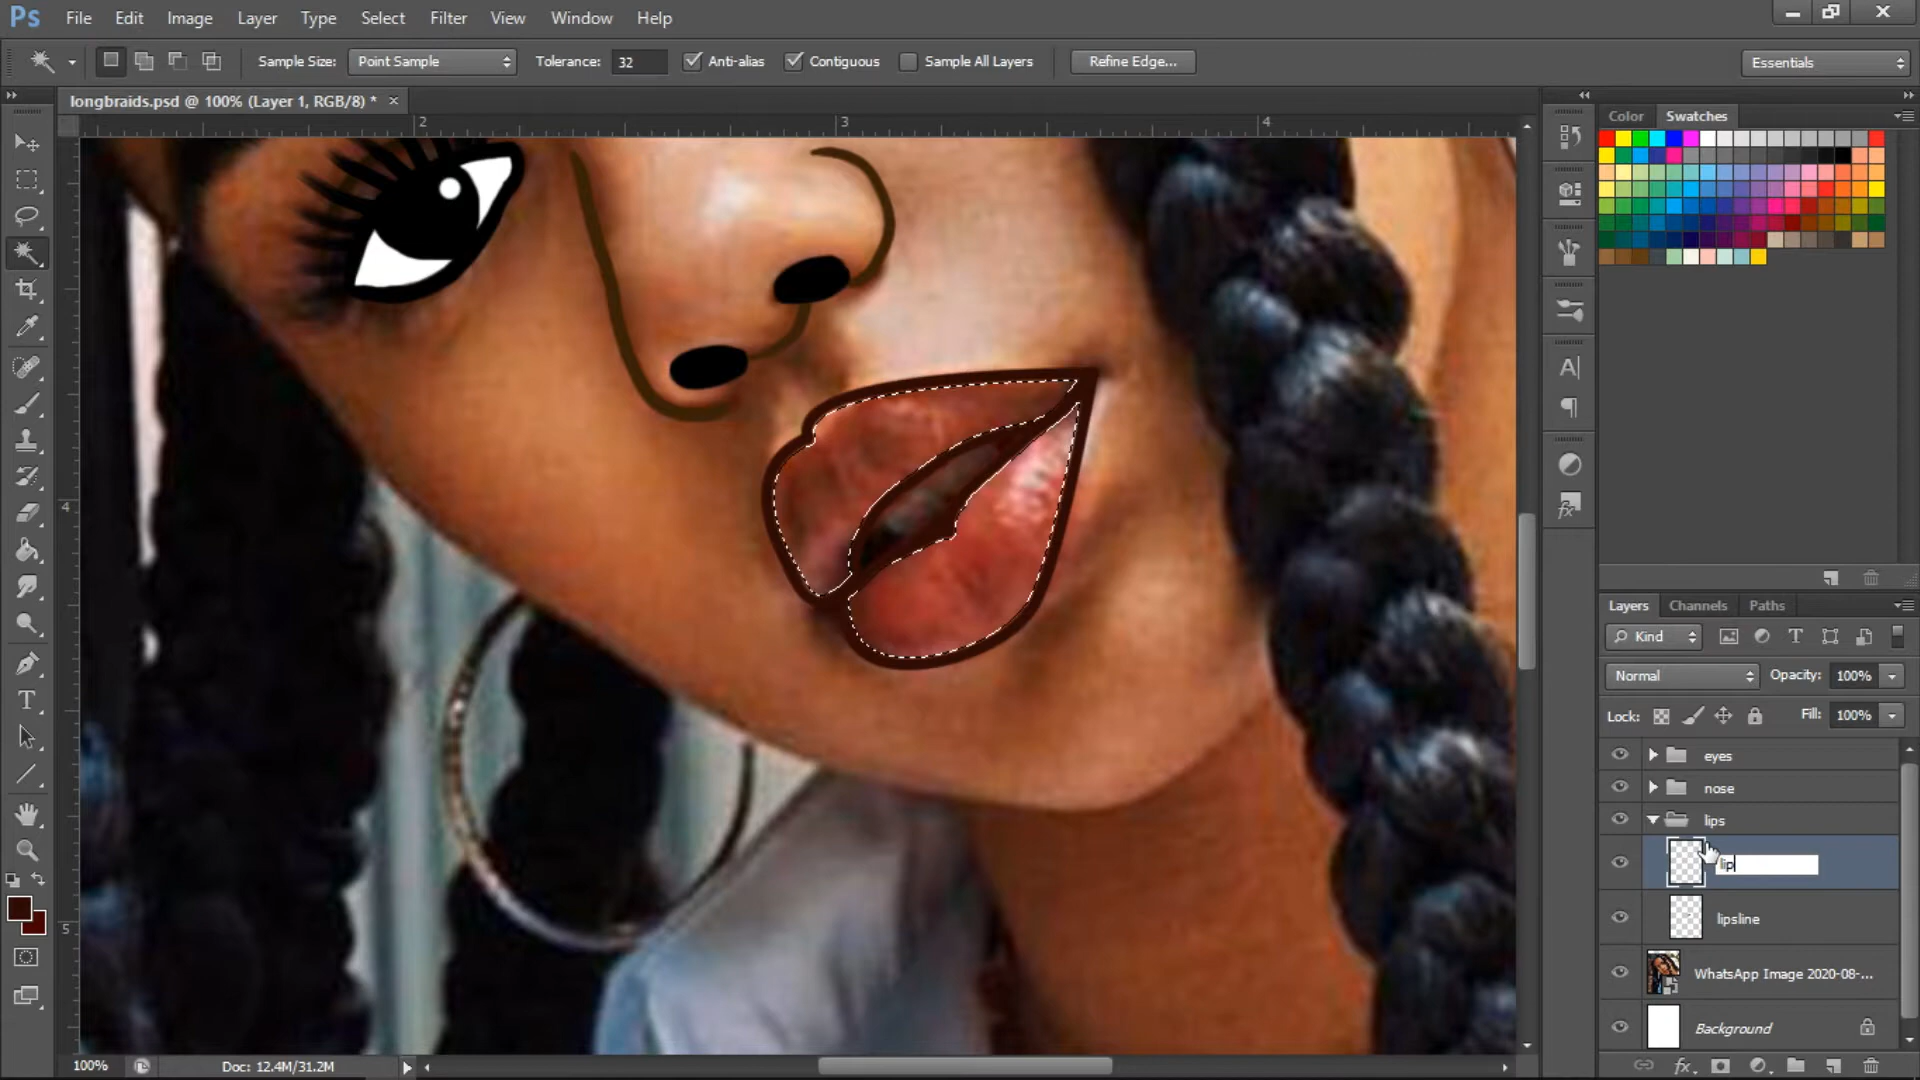 Ps File Edit Image Layer Type Select Filter View Window Help
Sample Size: Point Sample Tolerance: 32 Anti-alias Contiguous Sample All Layers Refine Edge... Essentials
longbraids.psd @ 100% (Layer 1, RGB/8) * ×
2 3 4
Color Swatches
4
5
Layers Channels Paths
Kind T
Normal Opacity: 100%
Lock: Fill: 100%
eyes
nose
lips
lip
lipsline
WhatsApp Image 2020-08-...
Background
fx
100% Doc: 12.4M/31.2M